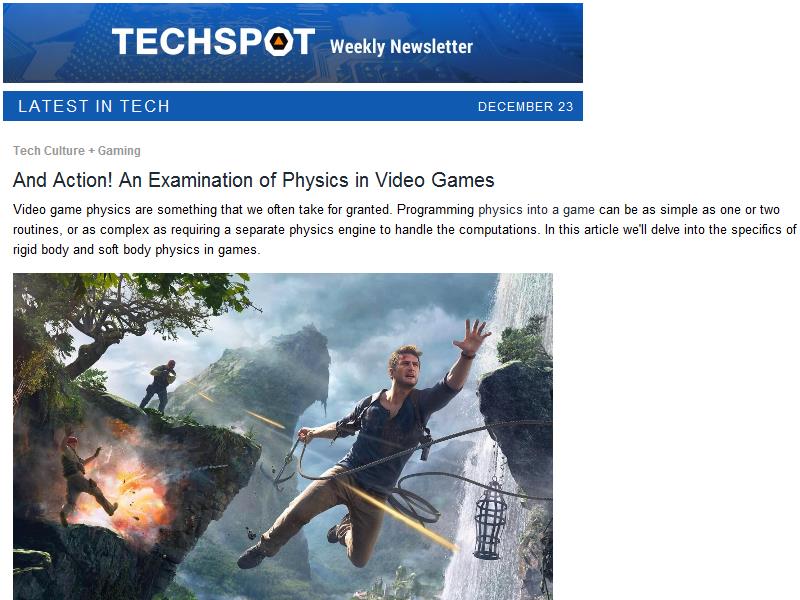 TECHSPOT Weekly Newsletter
LATEST IN TECH DECEMBER 23
Tech Culture + Gaming
And Action! An Examination of Physics in Video Games
Video game physics are something that we often take for granted. Programming physics into a game can be as simple as one or two
routines, or as complex as requiring a separate physics engine to handle the computations. In this article we'll delve into the specifics of
rigid body and soft body physics in games.